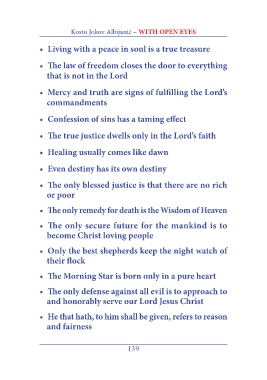 Kosto Jokov Albijanić – WITH OPEN EYES
• Living with a peace in soul is a true treasure
• The law of freedom closes the door to everything
that is not in the Lord
• Mercy and truth are signs of fulfilling the Lord's
commandments
• Confession of sins has a taming effect
• The true justice dwells only in the Lord's faith
• Healing usually comes like dawn
• Even destiny has its own destiny
• The only blessed justice is that there are no rich
or poor
• The only remedy for death is the Wisdom of Heaven
• The only secure future for the mankind is to
become Christ loving people
• Only the best shepherds keep the night watch of
their flock
• The Morning Star is born only in a pure heart
• The only defense against all evil is to approach to
and honorably serve our Lord Jesus Christ
• He that hath, to him shall be given, refers to reason
and fairness
139